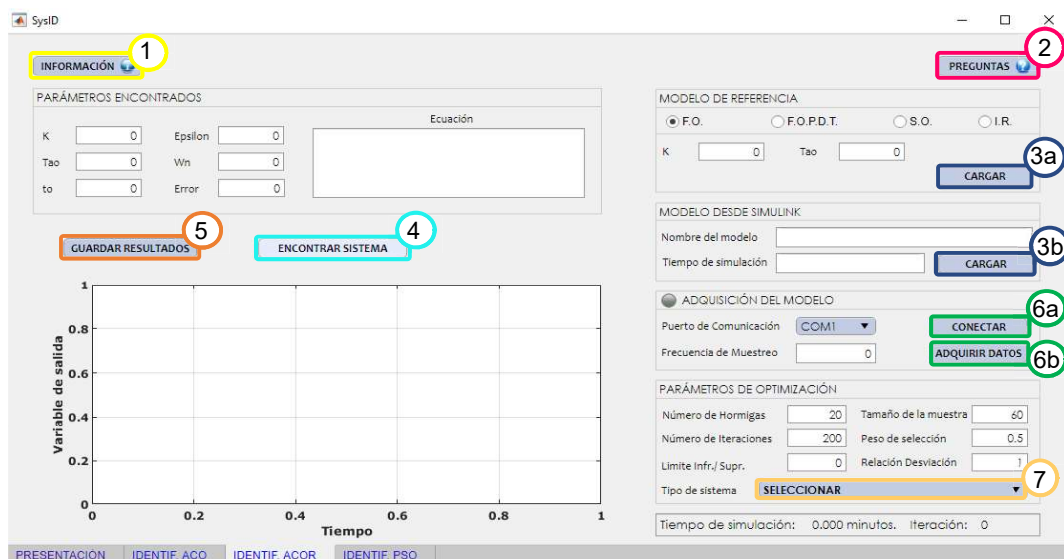 SysID
1
2
INFORMACIÓN
PREGUNTAS
PARÁMETROS ENCONTRADOS
Ecuación
K 0 Epsilon 0
Tao 0 Wn 0
to 0 Error 0
MODELO DE REFERENCIA
F.O. F.O.P.D.T. S.O. I.R.
K 0 Tao 0
3a
CARGAR
MODELO DESDE SIMULINK
Nombre del modelo
3b
Tiempo de simulación CARGAR
5
GUARDAR RESULTADOS
4
ENCONTRAR SISTEMA
ADQUISICIÓN DEL MODELO
6a
Puerto de Comunicación COM1 CONECTAR
Frecuencia de Muestreo 0 ADQUIRIR DATOS
6b
PARÁMETROS DE OPTIMIZACIÓN
Número de Hormigas 20 Tamaño de la muestra 60
Número de Iteraciones 200 Peso de selección 0.5
Limite Infr./ Supr. 0 Relación Desviación 1
7
Tipo de sistema SELECCIONAR
Tiempo de simulación: 0.000 minutos. Iteración: 0
Variable de salida
1
0.8
0.6
0.4
0.2
0
0 0.2 0.4 0.6 0.8 1
Tiempo
PRESENTACIÓN IDENTIF. ACO IDENTIF. ACOR IDENTIF. PSO